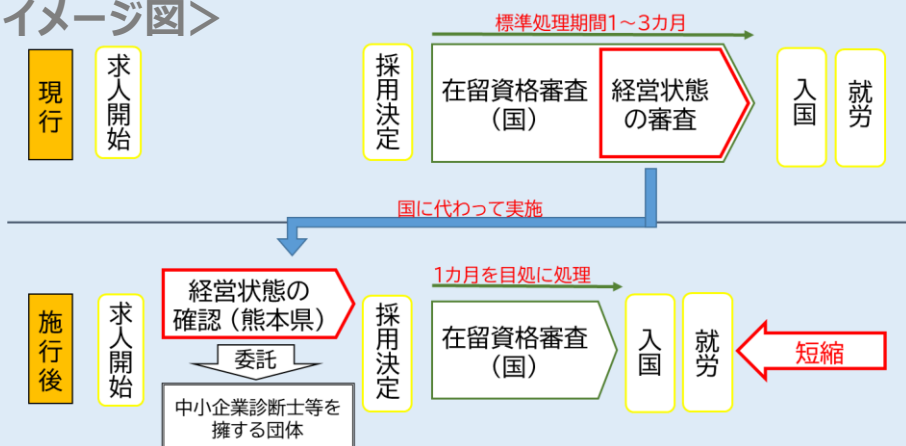 イメージ図>
標準処理期間1~3カ月
現行
求人開始
採用決定
在留資格審査
(国)
経営状態
の審査
入国
就労
国に代わって実施
施行後
求人開始
経営状態の
確認(熊本県)
委託
中小企業診断士等を
擁する団体
採用決定
1カ月を目処に処理
在留資格審査
(国)
入国
就労
短縮